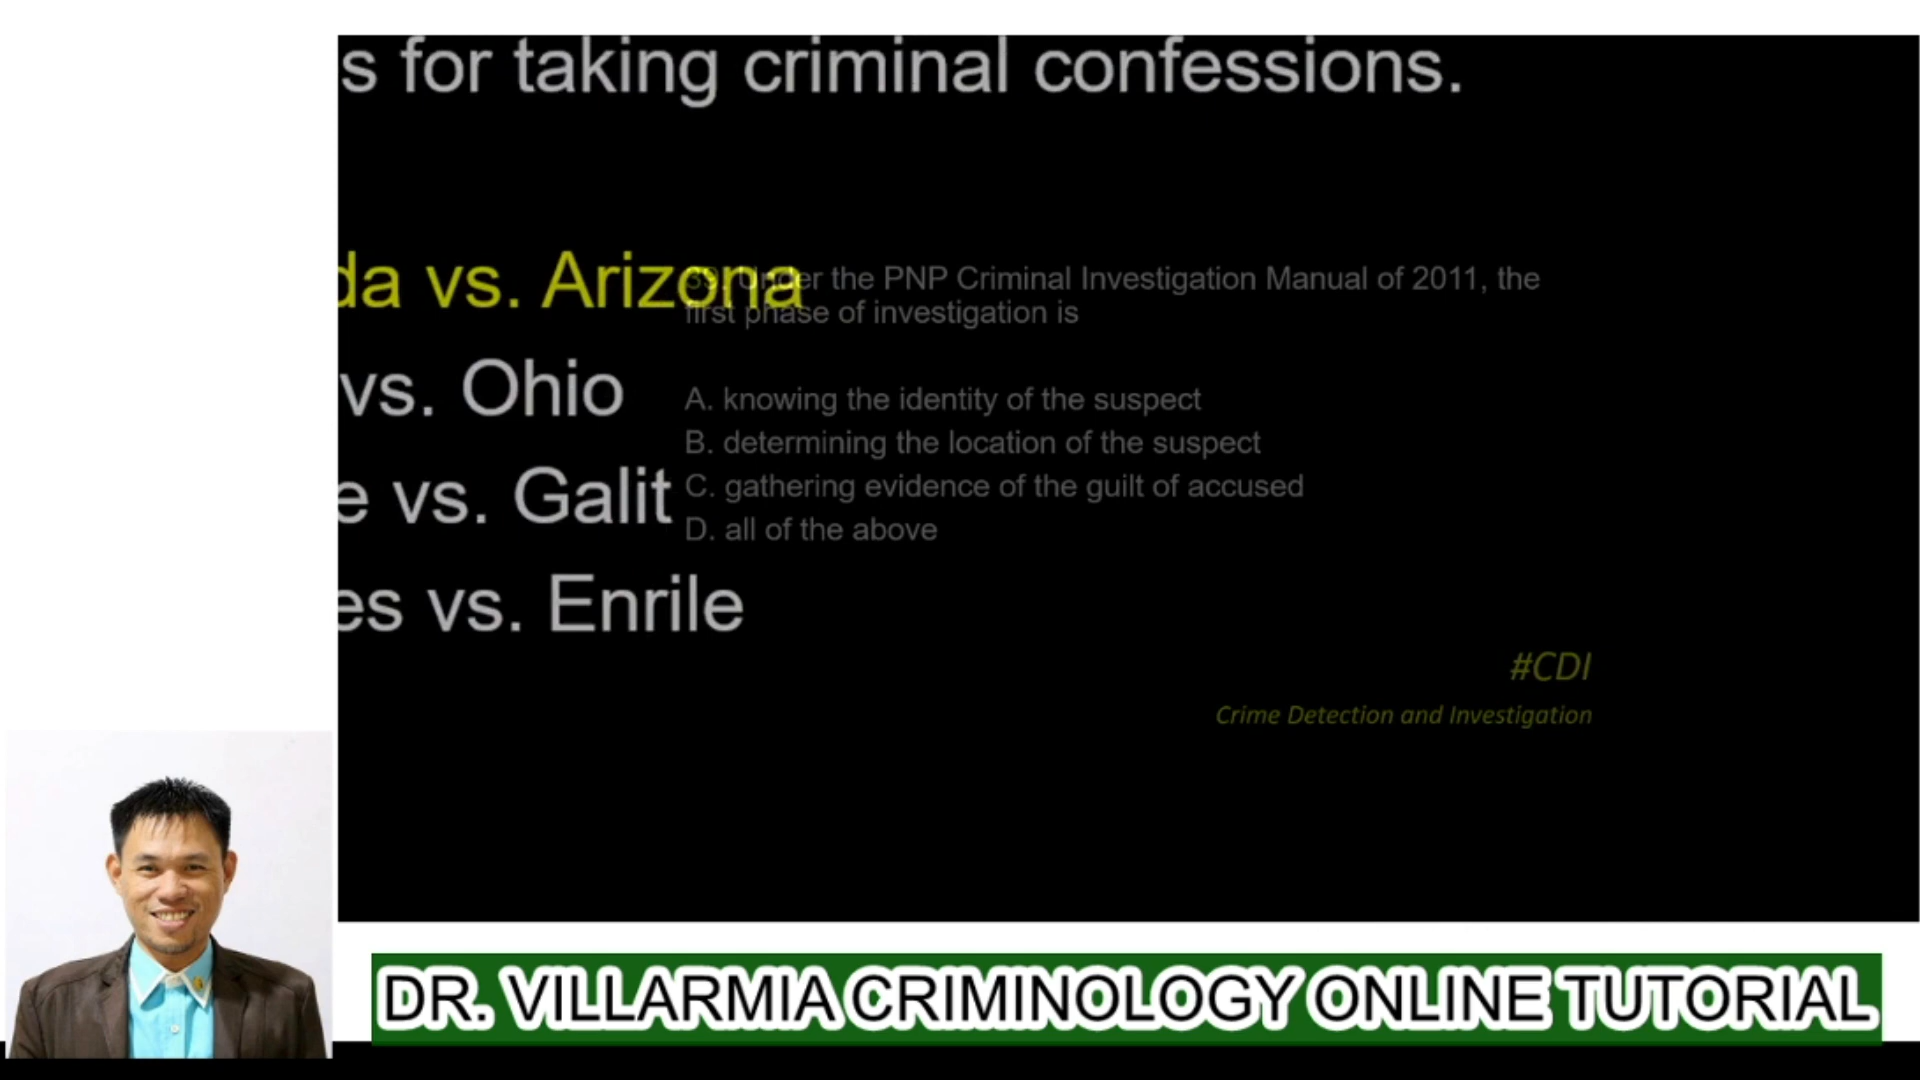 s for taking criminal confessions.
da vs. Arizona
vs. Ohio
e vs. Galit
es vs. Enrile
39. Under the PNP Criminal Investigation Manual of 2011, the
first phase of investigation is
A. knowing the identity of the suspect
B. determining the location of the suspect
C. gathering evidence of the guilt of accused
D. all of the above
#CDI
Crime Detection and Investigation
DR. VILLARMIA CRIMINOLOGY ONLINE TUTORIAL